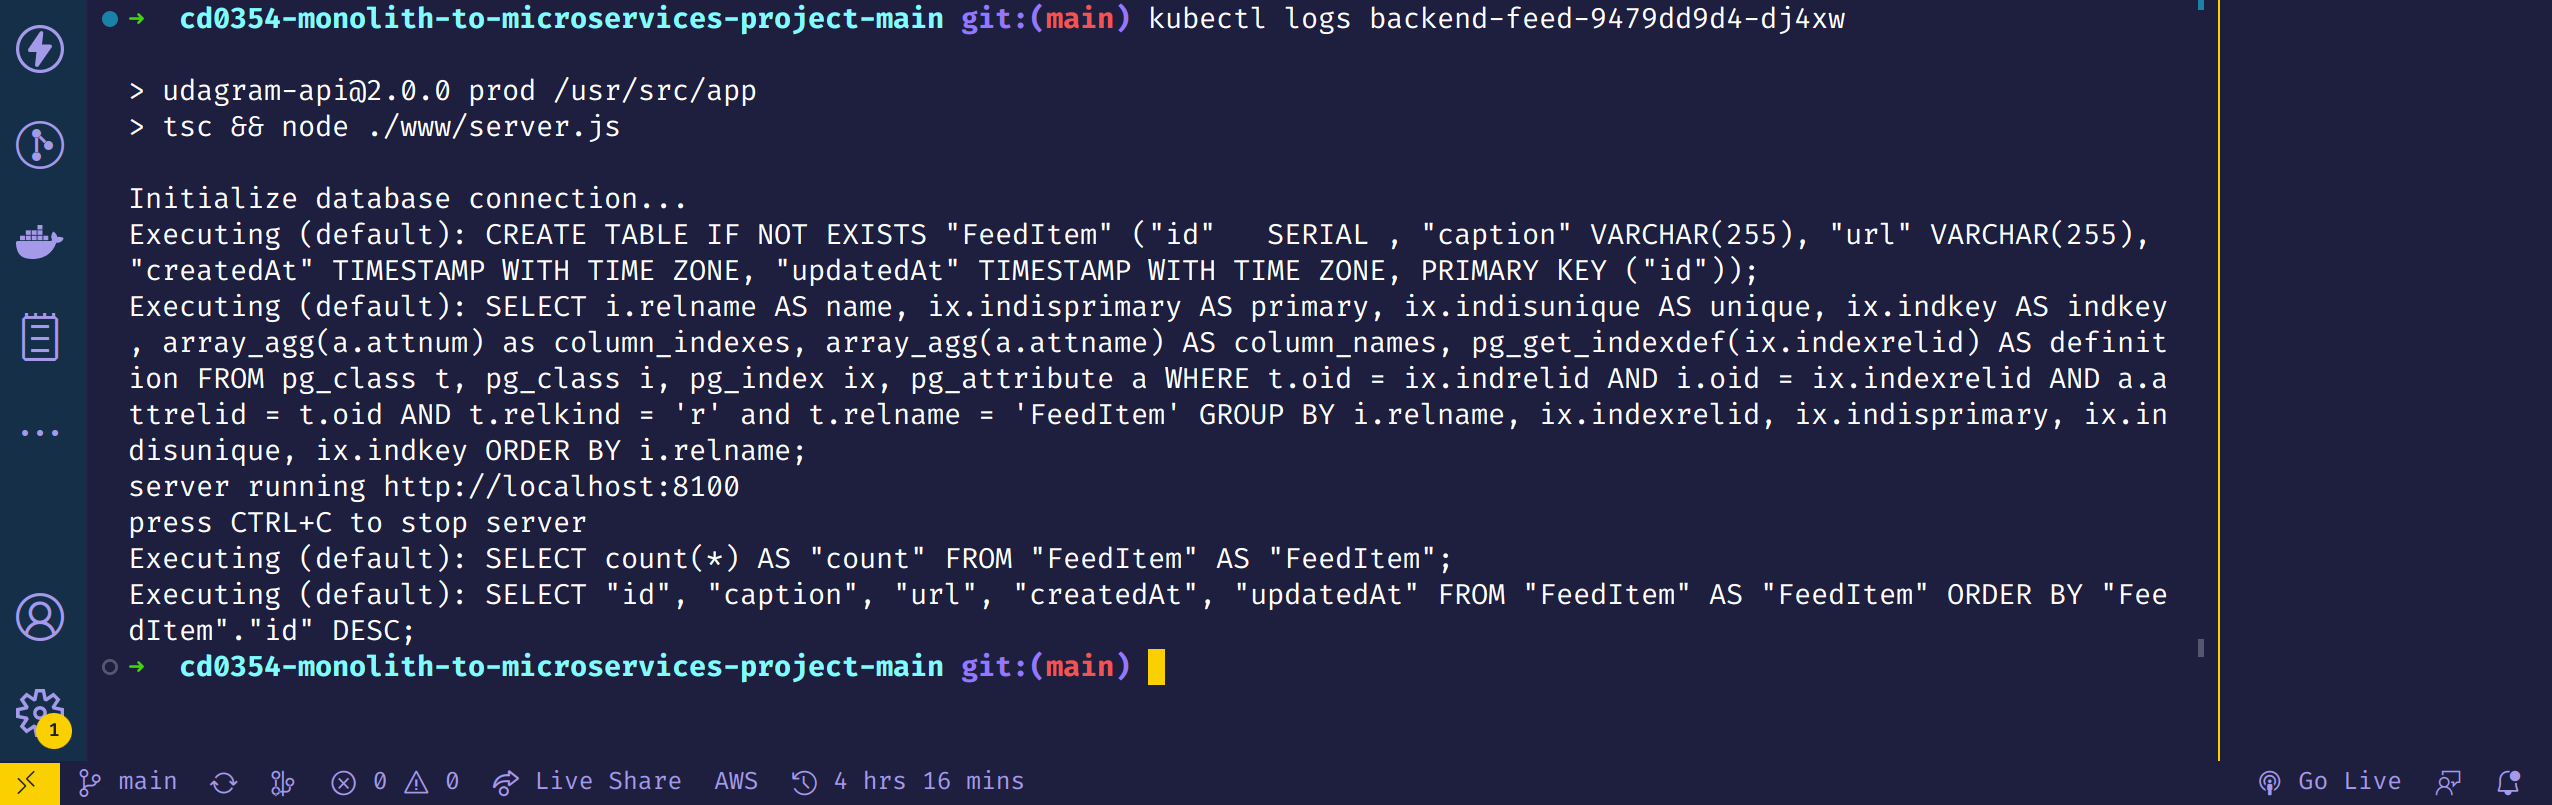 ➜ cd0354-monolith-to-microservices-project-main git:(main) kubectl logs backend-feed-9479dd9d4-dj4xw
> udagram-api@2.0.0 prod /usr/src/app
> tsc && node ./www/server.js
Initialize database connection...
Executing (default): CREATE TABLE IF NOT EXISTS "FeedItem" ("id"   SERIAL , "caption" VARCHAR(255), "url" VARCHAR(255),
"createdAt" TIMESTAMP WITH TIME ZONE, "updatedAt" TIMESTAMP WITH TIME ZONE, PRIMARY KEY ("id"));
Executing (default): SELECT i.relname AS name, ix.indisprimary AS primary, ix.indisunique AS unique, ix.indkey AS indkey
, array_agg(a.attnum) as column_indexes, array_agg(a.attname) AS column_names, pg_get_indexdef(ix.indexrelid) AS definit
ion FROM pg_class t, pg_class i, pg_index ix, pg_attribute a WHERE t.oid = ix.indrelid AND i.oid = ix.indexrelid AND a.a
ttrelid = t.oid AND t.relkind = 'r' and t.relname = 'FeedItem' GROUP BY i.relname, ix.indexrelid, ix.indisprimary, ix.in
disunique, ix.indkey ORDER BY i.relname;
server running http://localhost:8100
press CTRL+C to stop server
Executing (default): SELECT count(*) AS "count" FROM "FeedItem" AS "FeedItem";
Executing (default): SELECT "id", "caption", "url", "createdAt", "updatedAt" FROM "FeedItem" AS "FeedItem" ORDER BY "Fee
dItem"."id" DESC;
➜ cd0354-monolith-to-microservices-project-main git:(main)
1
main 0 0 Live Share AWS 4 hrs 16 mins Go Live